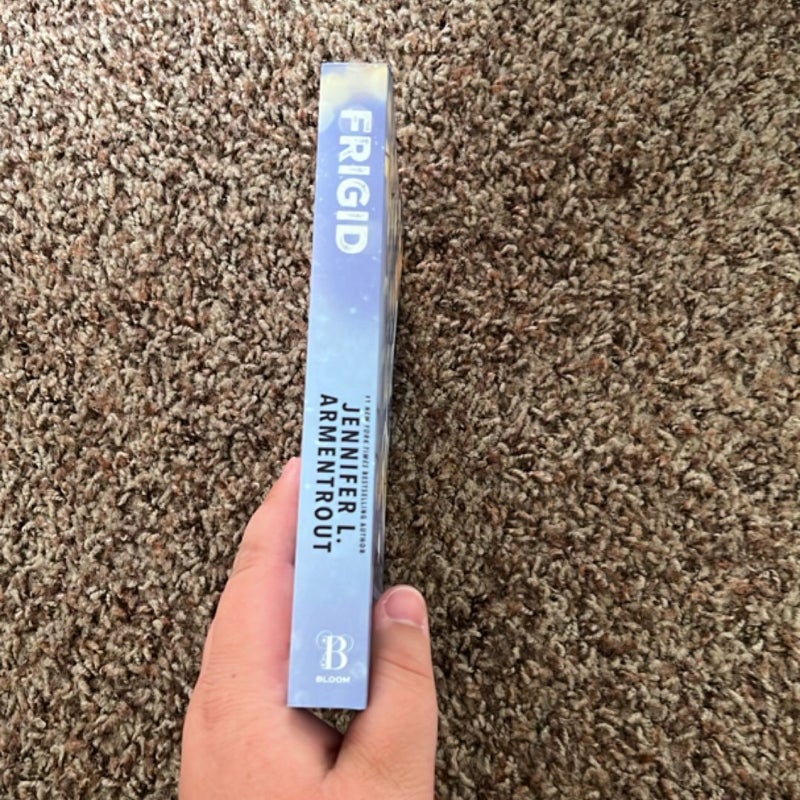 FRIGID
#1 NEW YORK TIMES BESTSELLING AUTHOR
JENNIFER L.
ARMENTROUT
B
BLOOM